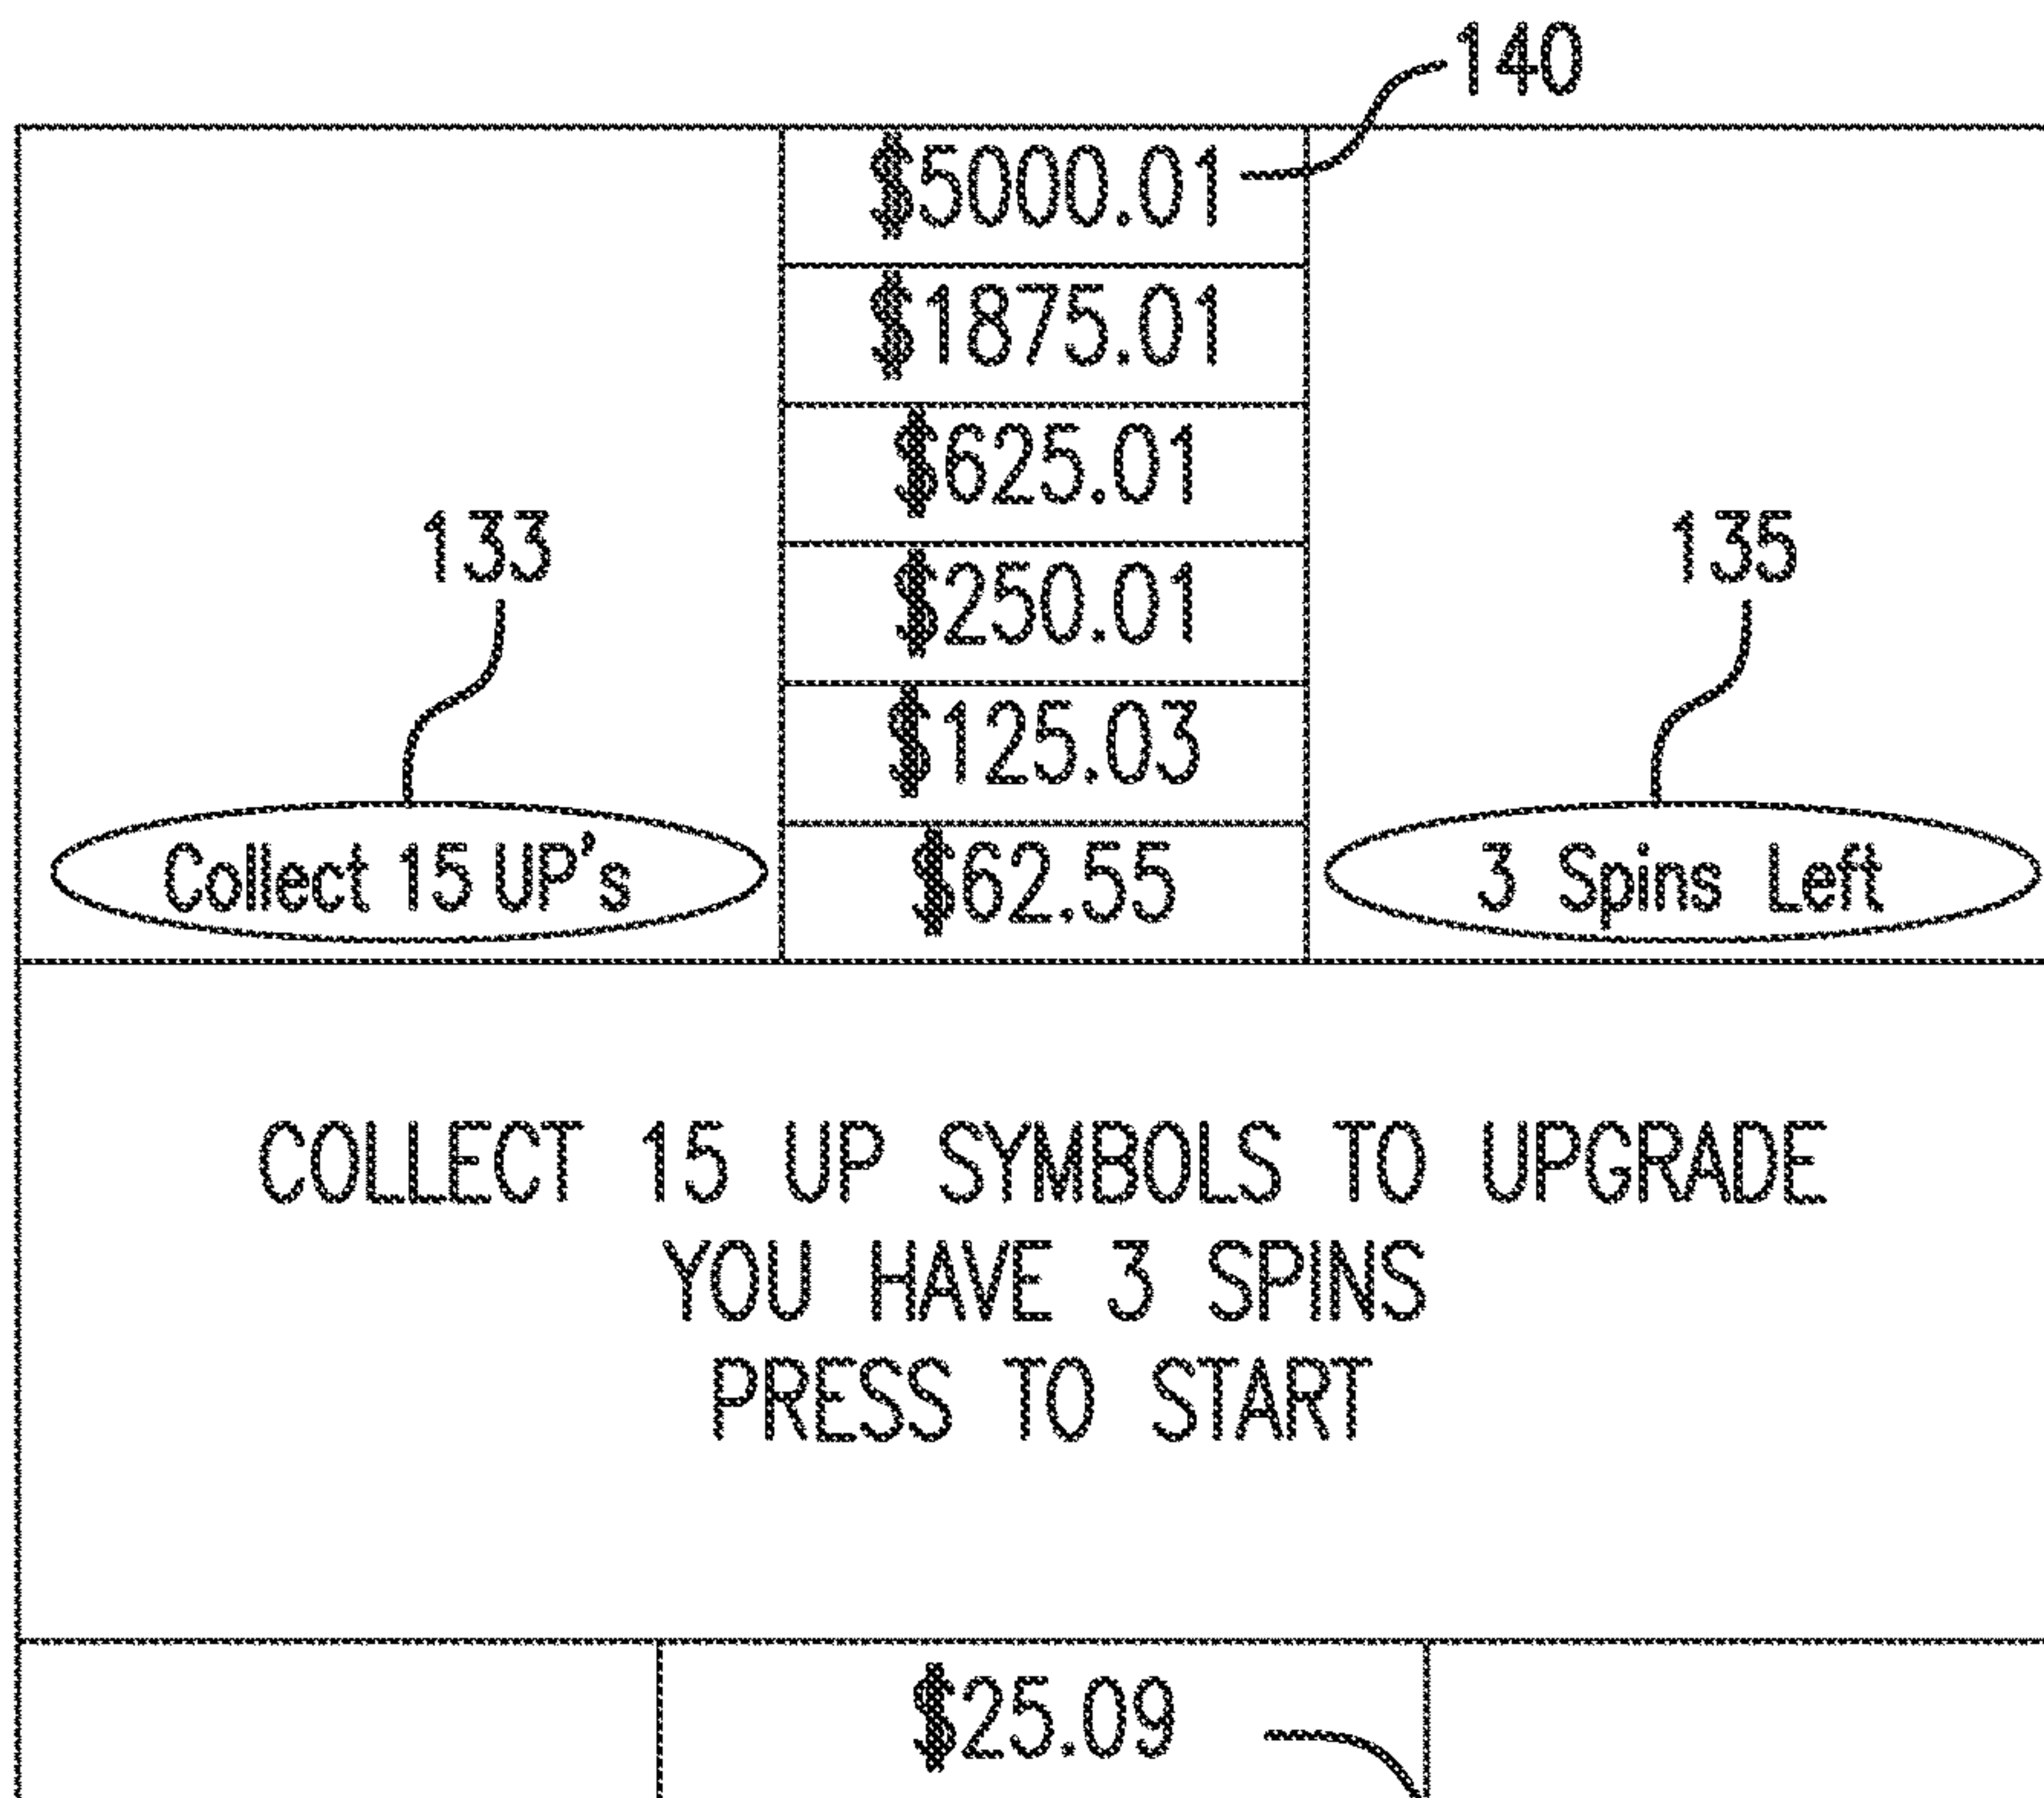 140
$5000.01
$1875.01
$625.01
133
$250.01
135
$125.03
Collect 15 UP's
$62.55
3 Spins Left
COLLECT 15 UP SYMBOLS TO UPGRADE
YOU HAVE 3 SPINS
PRESS TO START
$25.09